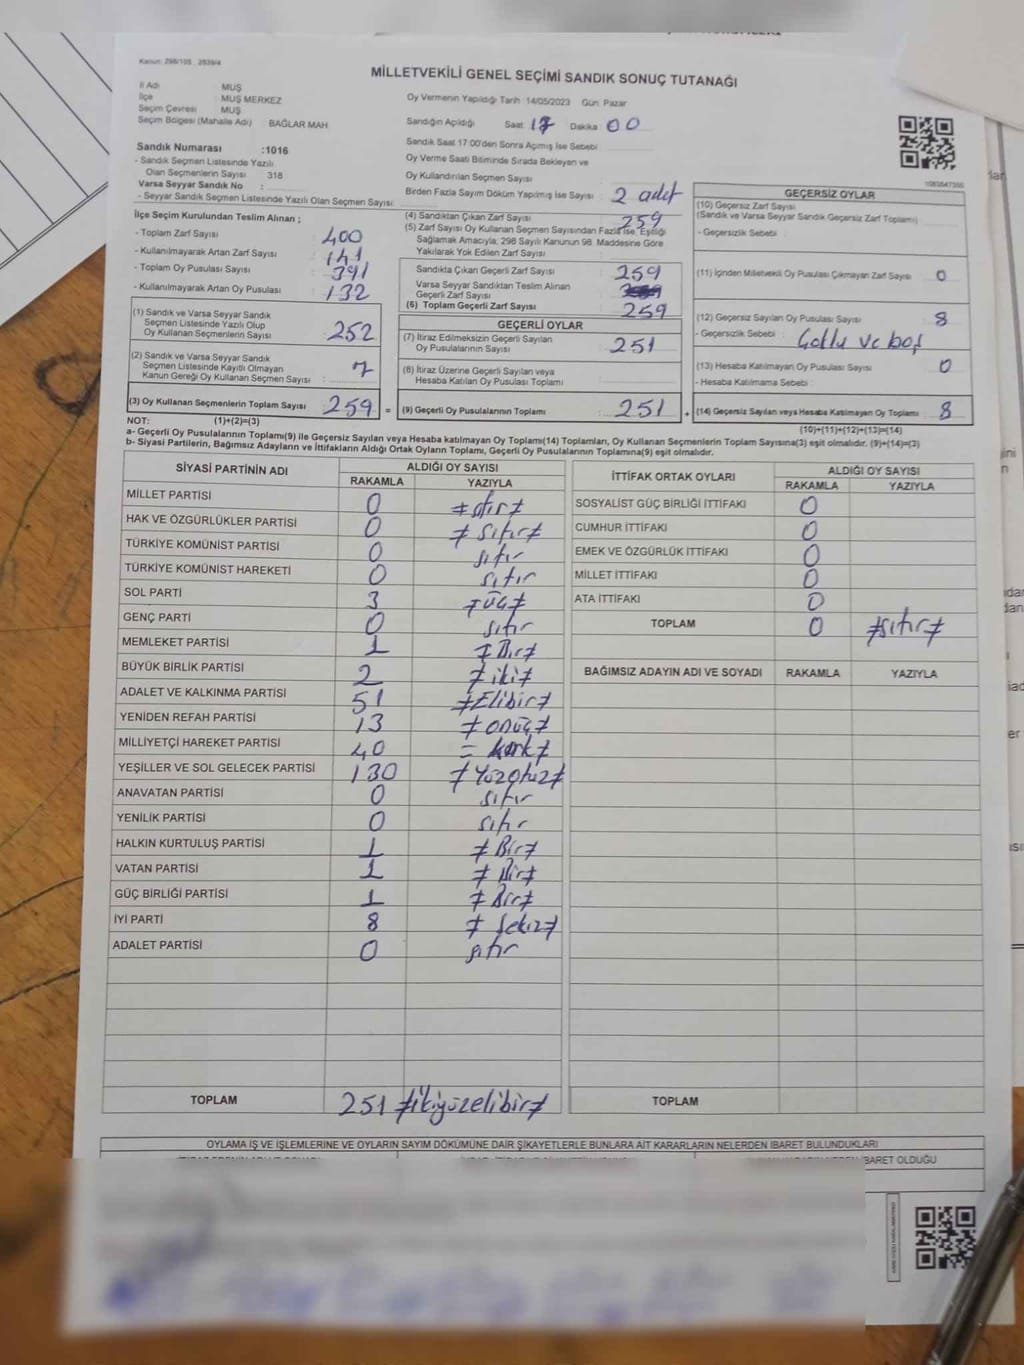 Kanun: 298/105 , 2839/4
MİLLETVEKİLİ GENEL SEÇİMİ SANDIK SONUÇ TUTANAĞI
İl Adı MUŞ
İlçe MUŞ MERKEZ
Seçim Çevresi MUŞ
Seçim Bölgesi (Mahalle Adı) : BAĞLAR MAH
Oy Vermenin Yapıldığı Tarih 14/05/2023 Gün: Pazar
Sandığın Açıldığı Saat: 17 Dakika: 00
Sandık Saat 17:00'den Sonra Açımış İse Sebebi
Sandık Numarası :1016
- Sandık Seçmen Listesinde Yazılı
Olan Seçmenlerin Sayısı : 318
Varsa Seyyar Sandık No :
- Seyyar Sandık Seçmen Listesinde Yazılı Olan Seçmenlerin Sayısı :
Oy Verme Saati Bitiminde Sırada Bekleyen ve
Oy Kullandırılan Seçmen Sayısı :
Birden Fazla Sayım Döküm Yapılmış İse Sayısı : 2 adet
1083547355
İlçe Seçim Kurulundan Teslim Alınan ;
- Toplam Zarf Sayısı : 400
- Kullanılmayarak Artan Zarf Sayısı : 141
- Toplam Oy Pusulası Sayısı : 391
- Kullanılmayarak Artan Oy Pusulası : 132
(1) Sandık ve Varsa Seyyar Sandık
Seçmen Listesinde Yazılı Olup
Oy Kullanan Seçmenlerin Sayısı : 252
(2) Sandık ve Varsa Seyyar Sandık
Seçmen Listesinde Kayıtlı Olmayan
Kanun Gereği Oy Kullanan Seçmen Sayısı : 7
(3) Oy Kullanan Seçmenlerin Toplam Sayısı : 259 =
(4) Sandıktan Çıkan Zarf Sayısı : 259
(5) Zarf Sayısı Oy Kullanan Seçmen Sayısından Fazla ise, Eşitliği
Sağlamak Amacıyla; 298 Sayılı Kanunun 98. Maddesine Göre
Yakılarak Yok Edilen Zarf Sayısı :
Sandıkta Çıkan Geçerli Zarf Sayısı : 259
Varsa Seyyar Sandıktan Teslim Alınan
Geçerli Zarf Sayısı :
(6) Toplam Geçerli Zarf Sayısı : 259
GEÇERLİ OYLAR
(7) İtiraz Edilmeksizin Geçerli Sayılan
Oy Pusulalarının Sayısı : 251
(8) İtiraz Üzerine Geçerli Sayılan veya
Hesaba Katılan Oy Pusulası Toplamı :
(9) Geçerli Oy Pusulalarının Toplamı : 251 +
GEÇERSİZ OYLAR
(10) Geçersiz Zarf Sayısı
(Sandık ve Varsa Seyyar Sandık Geçersiz Zarf Toplamı)
- Geçersizlik Sebebi :
(11) İçinden Milletvekili Oy Pusulası Çıkmayan Zarf Sayısı : 0
(12) Geçersiz Sayılan Oy Pusulası Sayısı : 8
- Geçersizlik Sebebi : Çoklu ve boş
(13) Hesaba Katılmayan Oy Pusulası Sayısı : 0
- Hesaba Katılmama Sebebi :
(14) Geçersiz Sayılan veya Hesaba Katılmayan Oy Toplamı : 8
NOT: (1)+(2)=(3)
(10)+(11)+(12)+(13)=(14)
a- Geçerli Oy Pusulalarının Toplamı(9) ile Geçersiz Sayılan veya Hesaba katılmayan Oy Toplamı(14) Toplamları, Oy Kullanan Seçmenlerin Toplam Sayısına(3) eşit olmalıdır. (9)+(14)=(3)
b- Siyasi Partilerin, Bağımsız Adayların ve İttifakların Aldığı Ortak Oyların Toplamı, Geçerli Oy Pusulalarının Toplamına(9) eşit olmalıdır.
SİYASİ PARTİNİN ADI ALDIĞI OY SAYISI
RAKAMLA YAZIYLA
MİLLET PARTİSİ 0 ≠ sıfır ≠
HAK VE ÖZGÜRLÜKLER PARTİSİ 0 ≠ sıfır ≠
TÜRKİYE KOMÜNİST PARTİSİ 0 sıfır
TÜRKİYE KOMÜNİST HAREKETİ 0 sıfır
SOL PARTİ 3 ≠ üç ≠
GENÇ PARTİ 0 sıfır
MEMLEKET PARTİSİ 1 ≠ Bir ≠
BÜYÜK BİRLİK PARTİSİ 2 ≠ iki ≠
ADALET VE KALKINMA PARTİSİ 51 ≠ Elibir ≠
YENİDEN REFAH PARTİSİ 13 ≠ onüç ≠
MİLLİYETÇİ HAREKET PARTİSİ 40 = kırk ≠
YEŞİLLER VE SOL GELECEK PARTİSİ 130 ≠ Yüzotuz ≠
ANAVATAN PARTİSİ 0 sıfır
YENİLİK PARTİSİ 0 sıfır
HALKIN KURTULUŞ PARTİSİ 1 ≠ Bir ≠
VATAN PARTİSİ 1 ≠ Bir ≠
GÜÇ BİRLİĞİ PARTİSİ 1 ≠ Bir ≠
İYİ PARTİ 8 ≠ Sekiz ≠
ADALET PARTİSİ 0 sıfır
TOPLAM 251 ≠ikiyüzelibir≠
İTTİFAK ORTAK OYLARI ALDIĞI OY SAYISI
RAKAMLA YAZIYLA
SOSYALİST GÜÇ BİRLİĞİ İTTİFAKI 0
CUMHUR İTTİFAKI 0
EMEK VE ÖZGÜRLÜK İTTİFAKI 0
MİLLET İTTİFAKI 0
ATA İTTİFAKI 0
TOPLAM 0 ≠sıfır≠
BAĞIMSIZ ADAYIN ADI VE SOYADI RAKAMLA YAZIYLA
TOPLAM
OYLAMA İŞ VE İŞLEMLERİNE VE OYLARIN SAYIM DÖKÜMÜNE DAİR ŞİKAYETLERLE BUNLARA AİT KARARLARIN NELERDEN İBARET BULUNDUKLARI
İBARET OLDUĞU